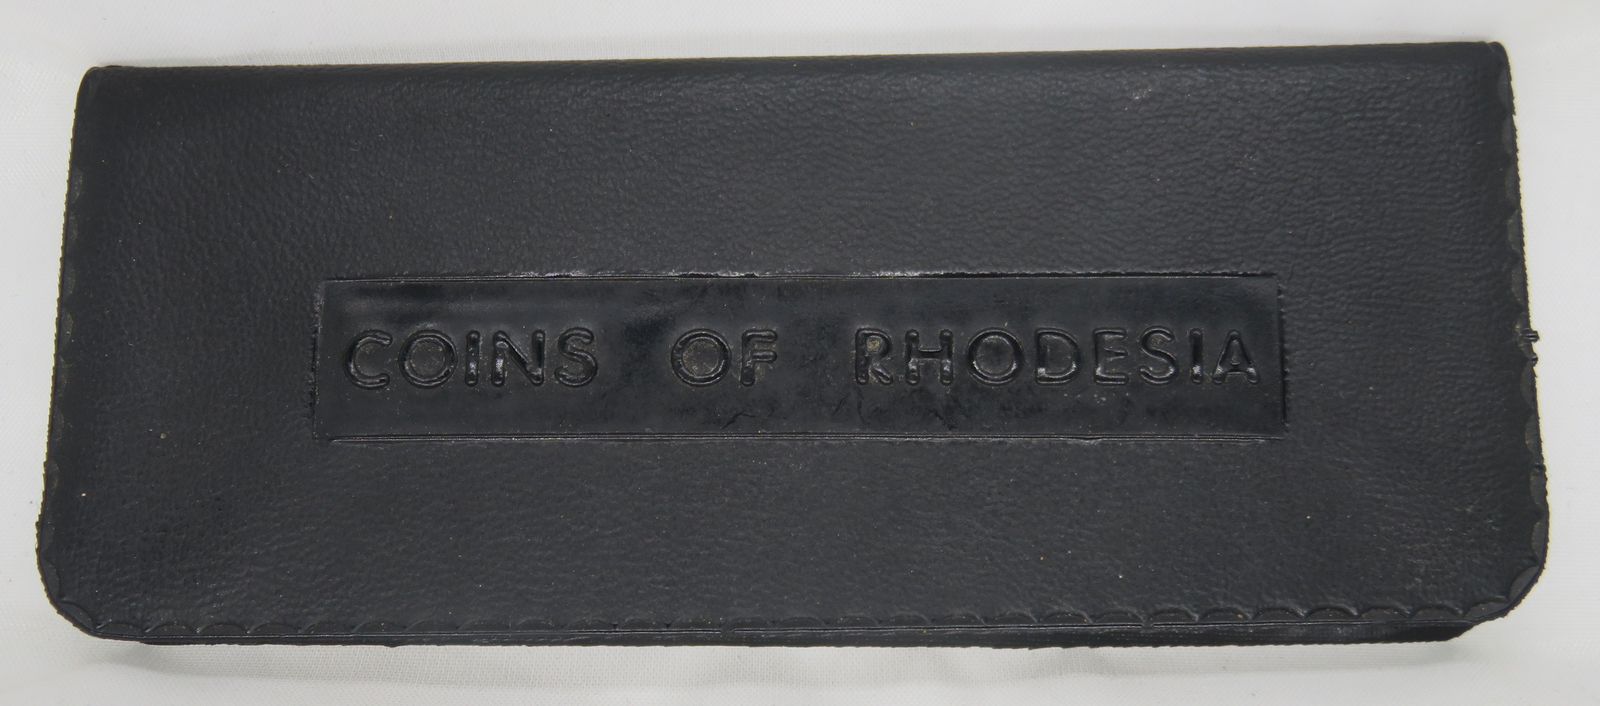 COINS OF RHODESIA